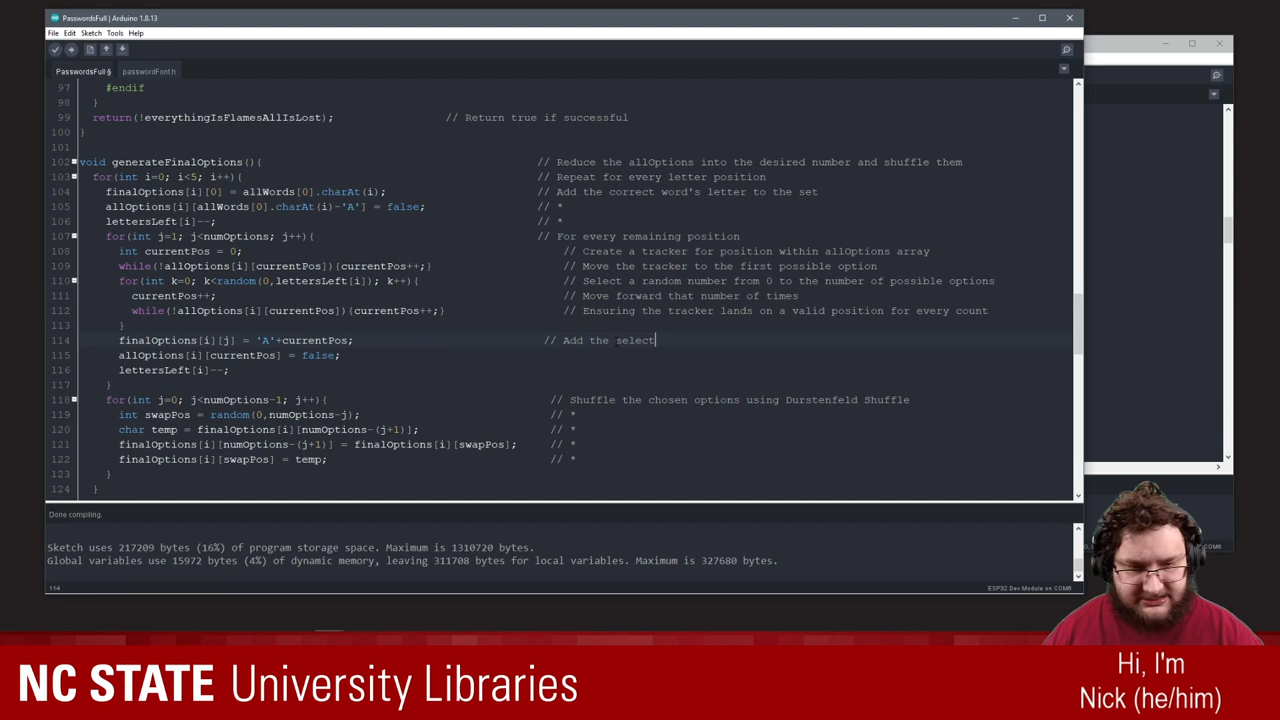 PasswordsFull | Arduino 1.8.13
File Edit Sketch Tools Help
PasswordsFull § passwordFont.h
97 #endif
98 }
99 return(!everythingIsFlamesAllIsLost); // Return true if successful
100 }
101
102 void generateFinalOptions(){ // Reduce the allOptions into the desired number and shuffle them
103 for(int i=0; i<5; i++){ // Repeat for every letter position
104 finalOptions[i][0] = allWords[0].charAt(i); // Add the correct word's letter to the set
105 allOptions[i][allWords[0].charAt(i)-'A'] = false; // *
106 lettersLeft[i]--; // *
107 for(int j=1; j<numOptions; j++){ // For every remaining position
108 int currentPos = 0; // Create a tracker for position within allOptions array
109 while(!allOptions[i][currentPos]){currentPos++;} // Move the tracker to the first possible option
110 for(int k=0; k<random(0,lettersLeft[i]); k++){ // Select a random number from 0 to the number of possible options
111 currentPos++; // Move forward that number of times
112 while(!allOptions[i][currentPos]){currentPos++;} // Ensuring the tracker lands on a valid position for every count
113 }
114 finalOptions[i][j] = 'A'+currentPos; // Add the select
115 allOptions[i][currentPos] = false;
116 lettersLeft[i]--;
117 }
118 for(int j=0; j<numOptions-1; j++){ // Shuffle the chosen options using Durstenfeld Shuffle
119 int swapPos = random(0,numOptions-j); // *
120 char temp = finalOptions[i][numOptions-(j+1)]; // *
121 finalOptions[i][numOptions-(j+1)] = finalOptions[i][swapPos]; // *
122 finalOptions[i][swapPos] = temp; // *
123 }
124 }
Done compiling.
Sketch uses 217209 bytes (16%) of program storage space. Maximum is 1310720 bytes.
Global variables use 15972 bytes (4%) of dynamic memory, leaving 311708 bytes for local variables. Maximum is 327680 bytes.
114 ESP32 Dev Module on COM6
NC STATE University Libraries
Hi, I'm
Nick (he/him)